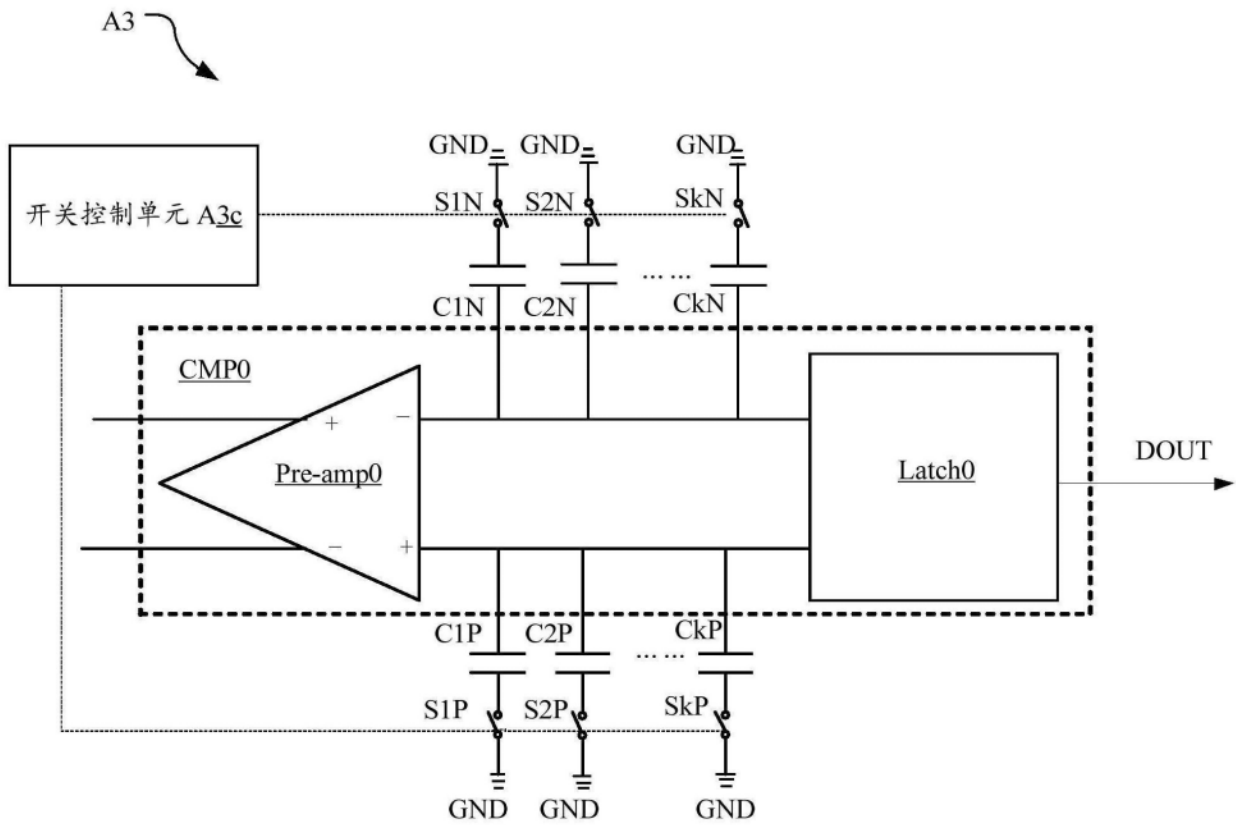 A3
GND GND GND
S1N S2N SkN
开关控制单元 A3c
... ...
C1N C2N CkN
CMP0
+ −
Pre-amp0
− +
Latch0
DOUT
C1P C2P CkP
... ...
S1P S2P SkP
GND GND GND